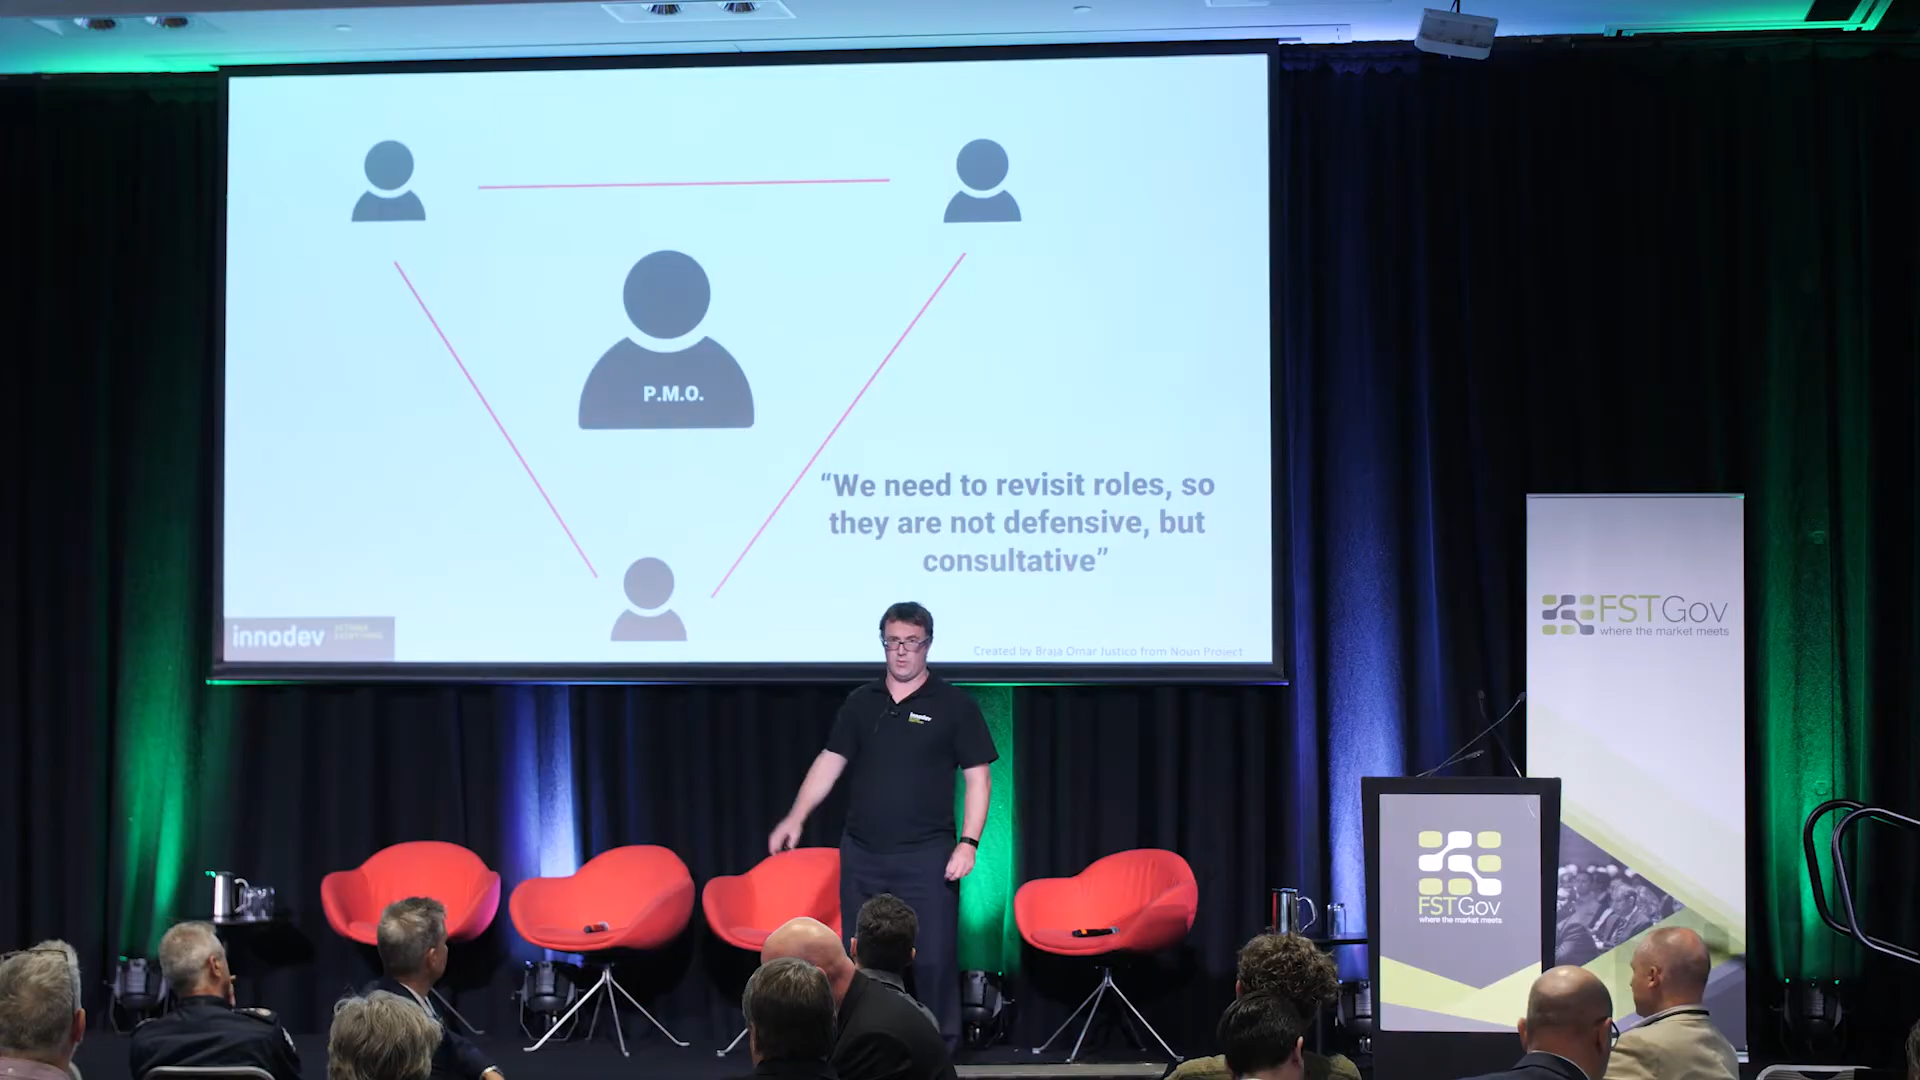 P.M.O.
“We need to revisit roles, so
they are not defensive, but
consultative”
innodev
Created by Braja Omar Justico from Noun Project
innodev
FSTGov
where the market meets
FSTGov
where the market meets